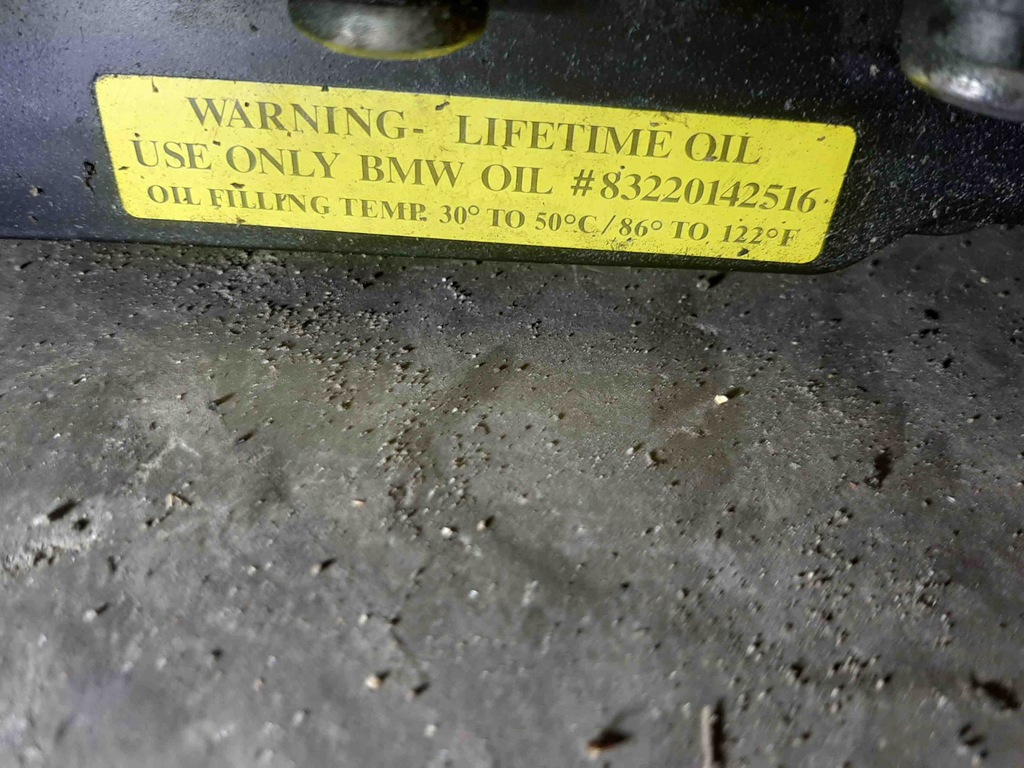 WARNING- LIFETIME OIL
USE ONLY BMW OIL #83220142516
OIL FILLING TEMP. 30° TO 50°C / 86° TO 122°F